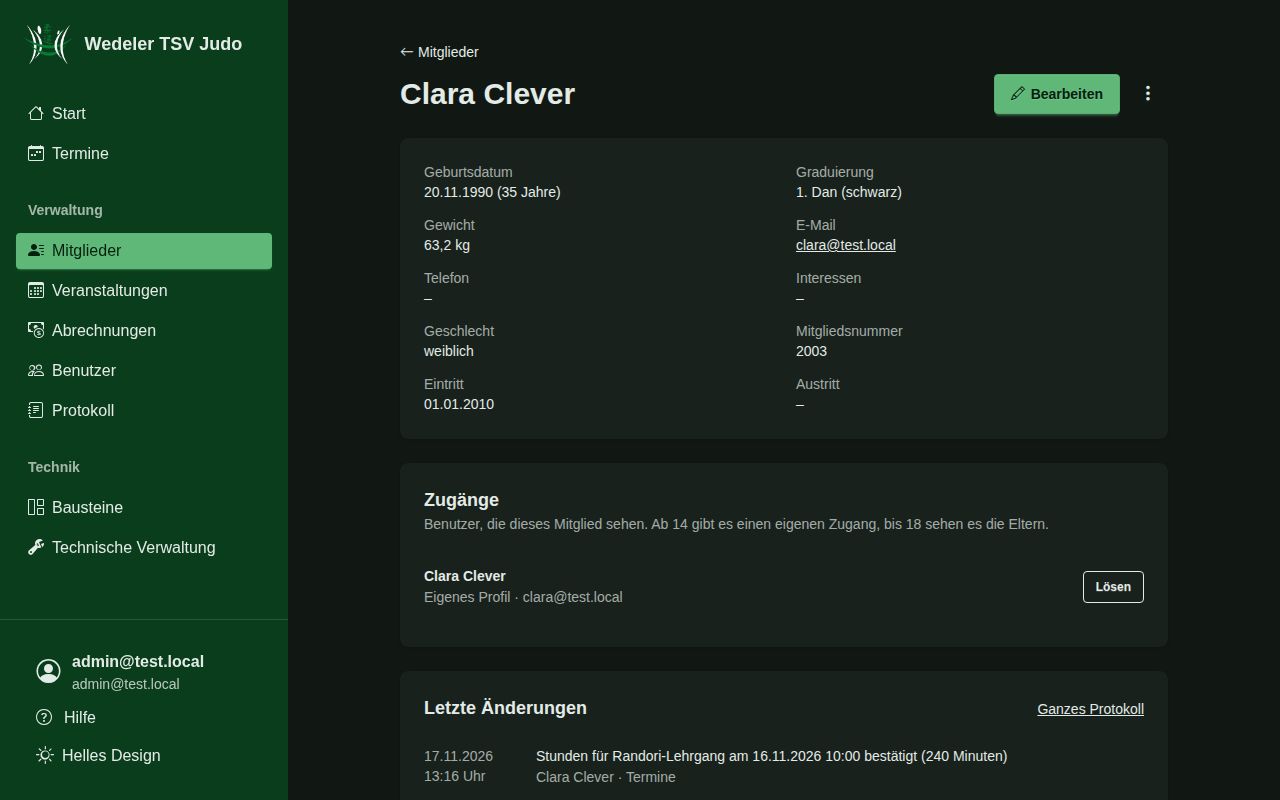 Wedeler TSV Judo
Start
Termine
Verwaltung
Mitglieder
Veranstaltungen
Abrechnungen
Benutzer
Protokoll
Technik
Bausteine
Technische Verwaltung
admin@test.local
admin@test.local
Hilfe
Helles Design
← Mitglieder
Clara Clever
Bearbeiten
Geburtsdatum
20.11.1990 (35 Jahre)
Graduierung
1. Dan (schwarz)
Gewicht
63,2 kg
E-Mail
clara@test.local
Telefon
–
Interessen
–
Geschlecht
weiblich
Mitgliedsnummer
2003
Eintritt
01.01.2010
Austritt
–
Zugänge
Benutzer, die dieses Mitglied sehen. Ab 14 gibt es einen eigenen Zugang, bis 18 sehen es die Eltern.
Clara Clever
Eigenes Profil · clara@test.local
Lösen
Letzte Änderungen
Ganzes Protokoll
17.11.2026
13:16 Uhr
Stunden für Randori-Lehrgang am 16.11.2026 10:00 bestätigt (240 Minuten)
Clara Clever · Termine